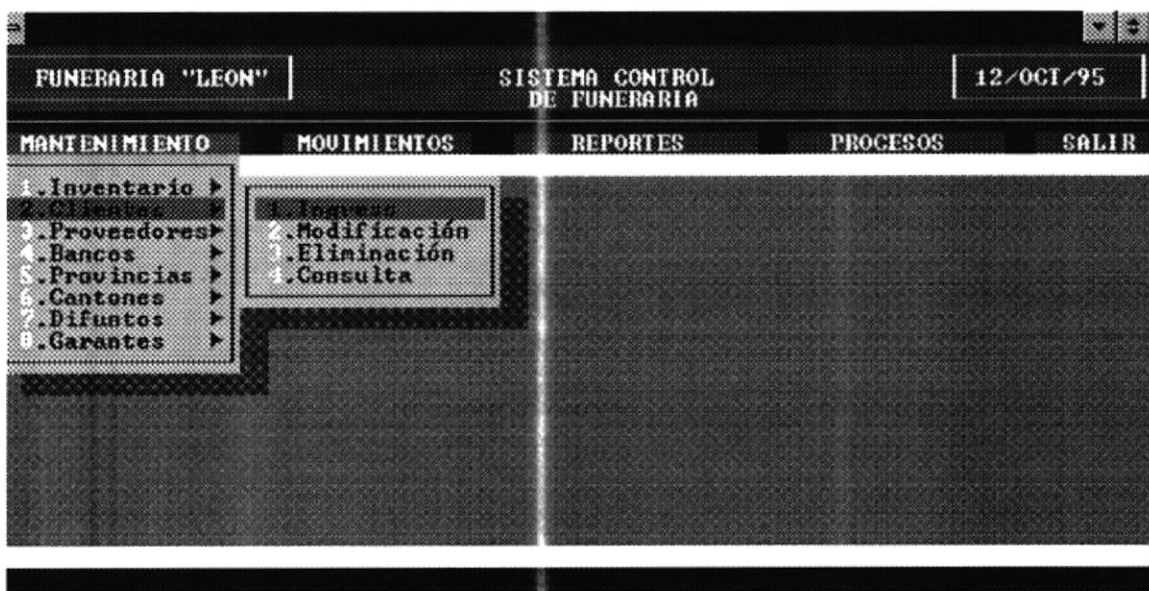 FUNERARIA "LEON"
SISTEMA CONTROL
DE FUNERARIA
12/OCT/95
MANTENIMIENTO MOVIMIENTOS REPORTES PROCESOS SALIR
1.Inventario
2.Clientes
3.Proveedores
4.Bancos
5.Provincias
6.Cantones
7.Difuntos
8.Garantes
1.Ingreso
2.Modificación
3.Eliminación
4.Consulta